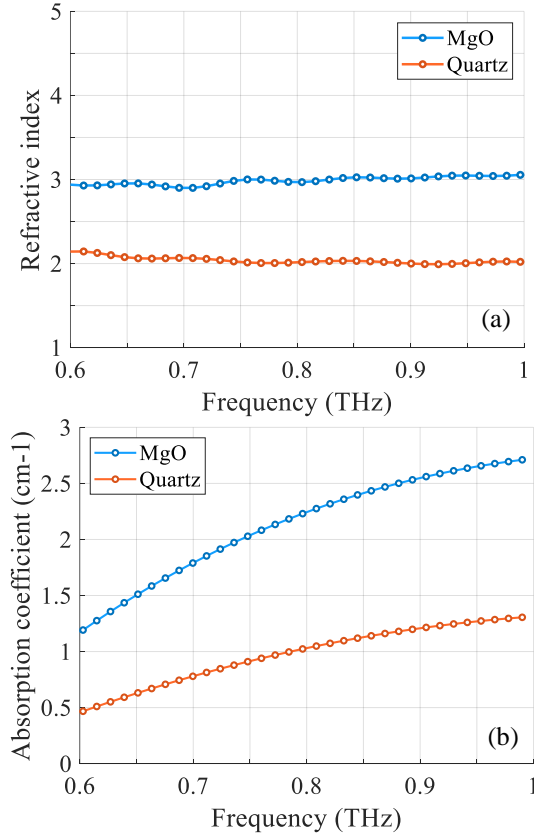 5
4
3
2
1
Refractive index
MgO
Quartz
(a)
0.6 0.7 0.8 0.9 1
Frequency (THz)
3
2.5
2
1.5
1
0.5
0
Absorption coefficient (cm-1)
MgO
Quartz
(b)
0.6 0.7 0.8 0.9 1
Frequency (THz)